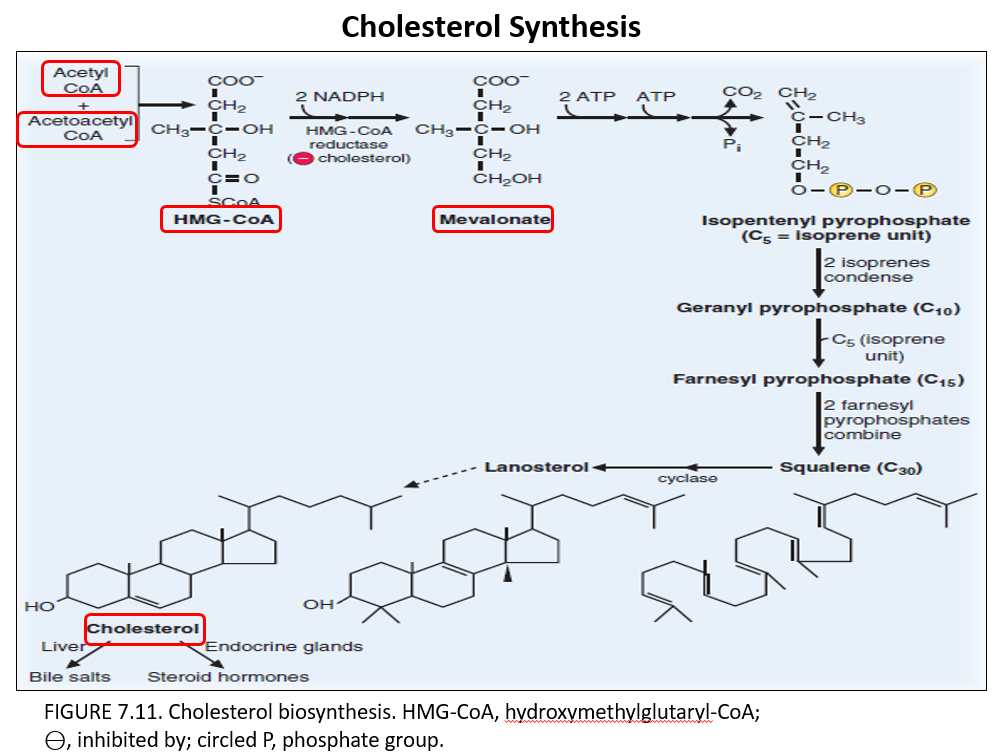 Cholesterol Synthesis
Acetyl
CoA
+
Acetoacetyl
CoA
COO⁻
CH₂
CH₃—C—OH
CH₂
C=O
SCoA
HMG-CoA
2 NADPH
HMG-CoA
reductase
(⊖ cholesterol)
COO⁻
CH₂
CH₃—C—OH
CH₂
CH₂OH
Mevalonate
2 ATP
ATP
CO₂
Pᵢ
CH₂
C—CH₃
CH₂
CH₂
O—Ⓟ—O—Ⓟ
Isopentenyl pyrophosphate
(C₅ = isoprene unit)
2 isoprenes
condense
Geranyl pyrophosphate (C₁₀)
C₅ (isoprene
unit)
Farnesyl pyrophosphate (C₁₅)
2 farnesyl
pyrophosphates
combine
Squalene (C₃₀)
cyclase
Lanosterol
HO
OH
Cholesterol
Liver
Endocrine glands
Bile salts
Steroid hormones
FIGURE 7.11. Cholesterol biosynthesis. HMG-CoA, hydroxymethylglutaryl-CoA;
⊖, inhibited by; circled P, phosphate group.